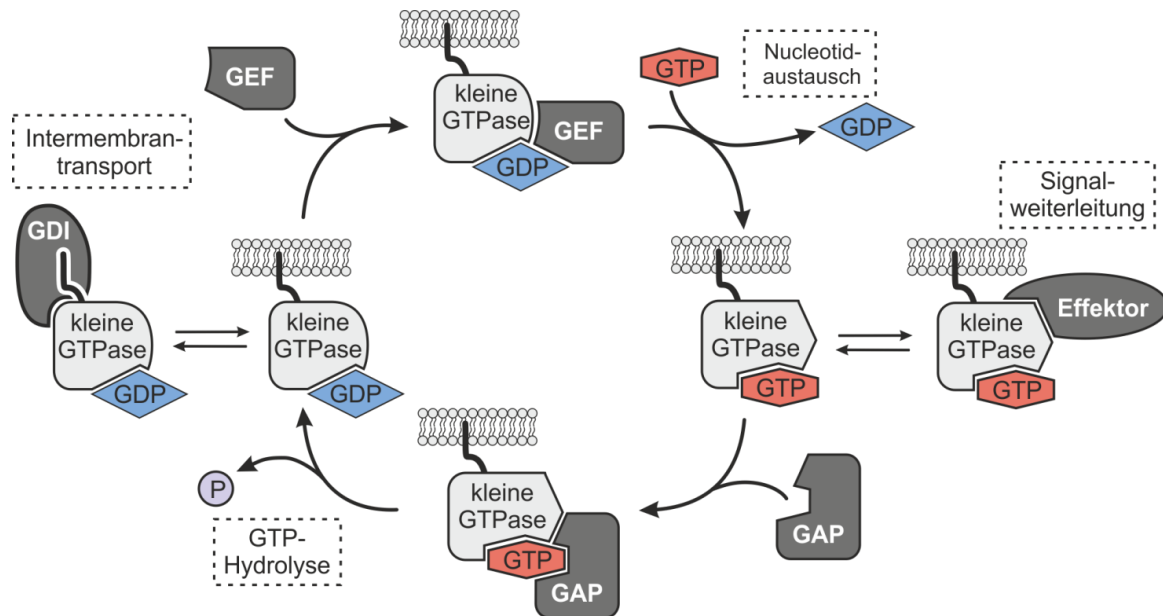 GEF
kleine
GTPase
GEF
GDP
GTP
Nucleotid-
austausch
GDP
Intermembran-
transport
GDI
kleine
GTPase
GDP
kleine
GTPase
GDP
kleine
GTPase
GTP
Signal-
weiterleitung
kleine
GTPase
Effektor
GTP
P
GTP-
Hydrolyse
kleine
GTPase
GTP
GAP
GAP